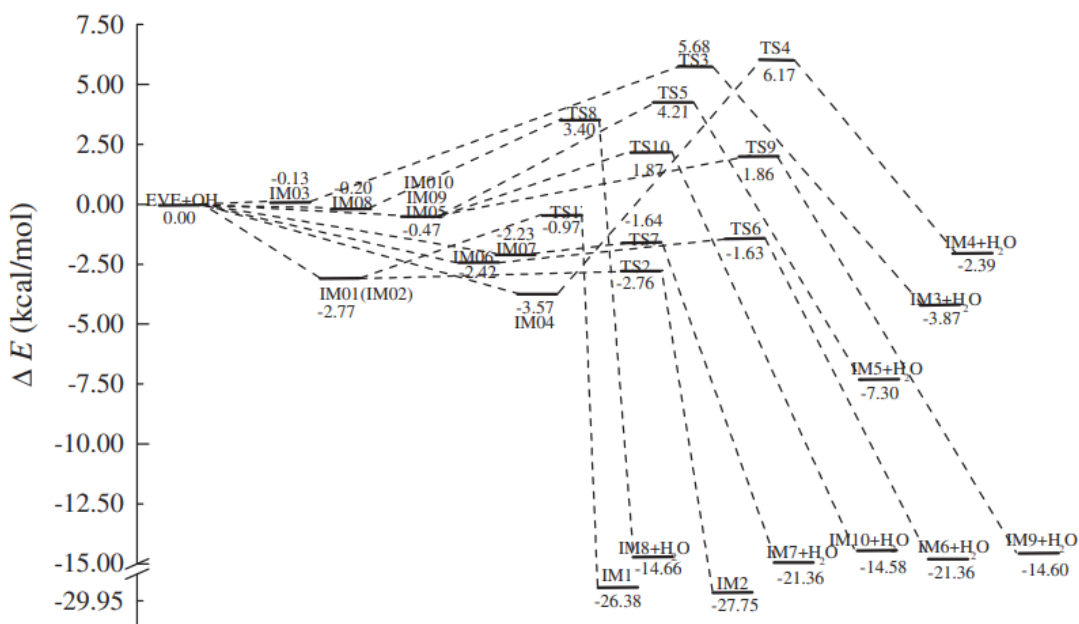 7.50
5.00
2.50
0.00
-2.50
-5.00
-7.50
-10.00
-12.50
-15.00
-29.95
Δ E (kcal/mol)
EVE+OH
0.00
-0.13
IM03
-0.20
IM08
IM010
IM09
IM05
-0.47
-2.23
IM07
IM06
-2.42
IM01(IM02)
-2.77
-3.57
IM04
TS1
-0.97
TS8
3.40
5.68
TS3
TS5
4.21
TS10
1.87
-1.64
TS7
TS2
-2.76
TS4
6.17
TS9
1.86
TS6
-1.63
IM4+H2O
-2.39
IM3+H2O
-3.87
IM5+H2O
-7.30
IM1
-26.38
IM8+H2O
-14.66
IM2
-27.75
IM7+H2O
-21.36
IM10+H2O
-14.58
IM6+H2O
-21.36
IM9+H2O
-14.60